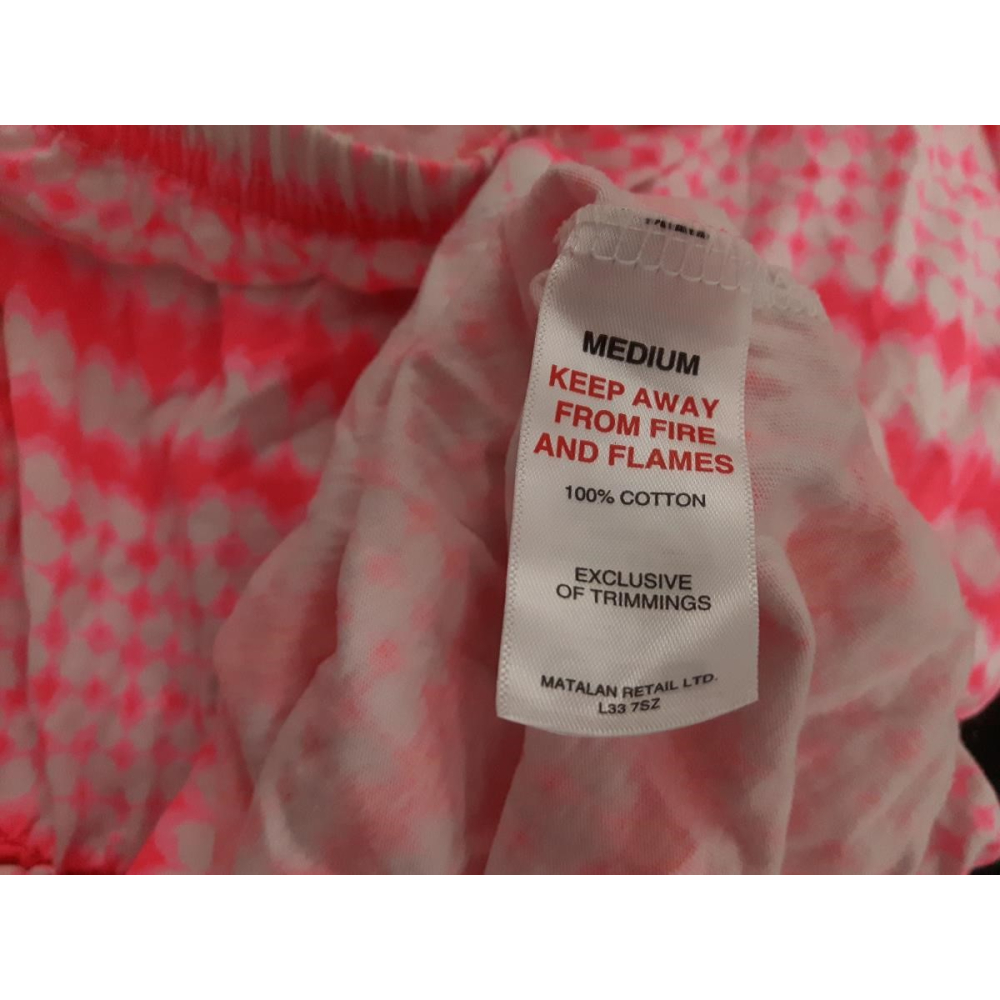 MEDIUM
KEEP AWAY
FROM FIRE
AND FLAMES
100% COTTON
EXCLUSIVE
OF TRIMMINGS
MATALAN RETAIL LTD.
L33 7SZ